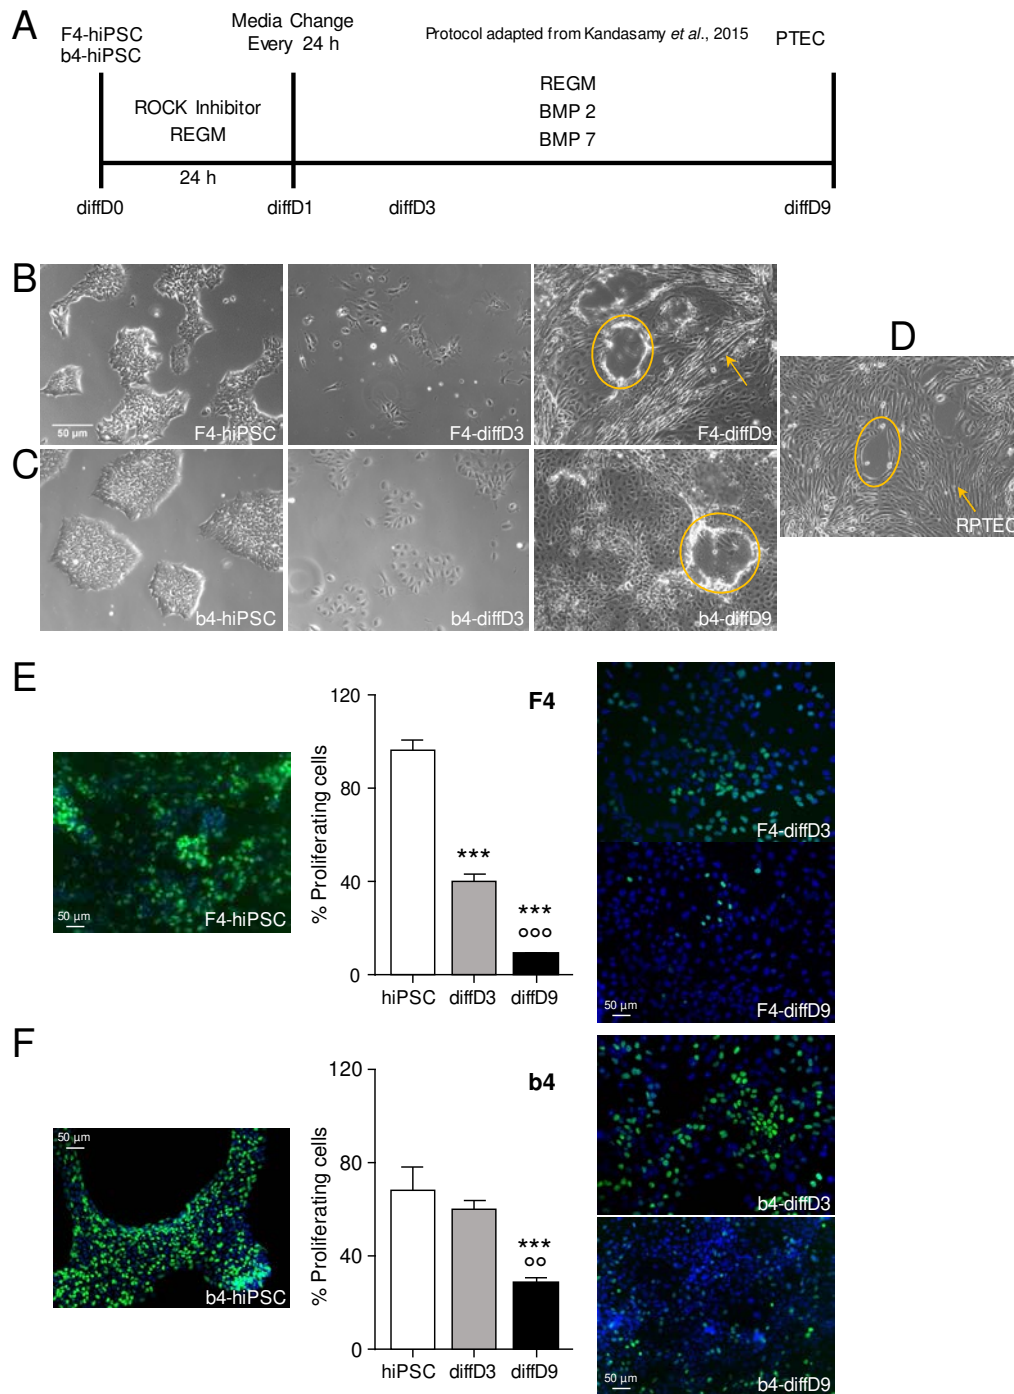 A
F4-hiPSC
b4-hiPSC
Media Change
Every 24 h
Protocol adapted from Kandasamy et al., 2015
PTEC
ROCK Inhibitor
REGM
24 h
REGM
BMP 2
BMP 7
diffD0
diffD1
diffD3
diffD9
B
50 µm
F4-hiPSC
F4-diffD3
F4-diffD9
D
RPTEC
C
b4-hiPSC
b4-diffD3
b4-diffD9
E
50 µm
F4-hiPSC
F4
% Proliferating cells
120
80
40
0
***
***
°°°
hiPSC
diffD3
diffD9
F4-diffD3
50 µm
F4-diffD9
F
50 µm
b4-hiPSC
b4
% Proliferating cells
120
80
40
0
***
°°
hiPSC
diffD3
diffD9
b4-diffD3
50 µm
b4-diffD9